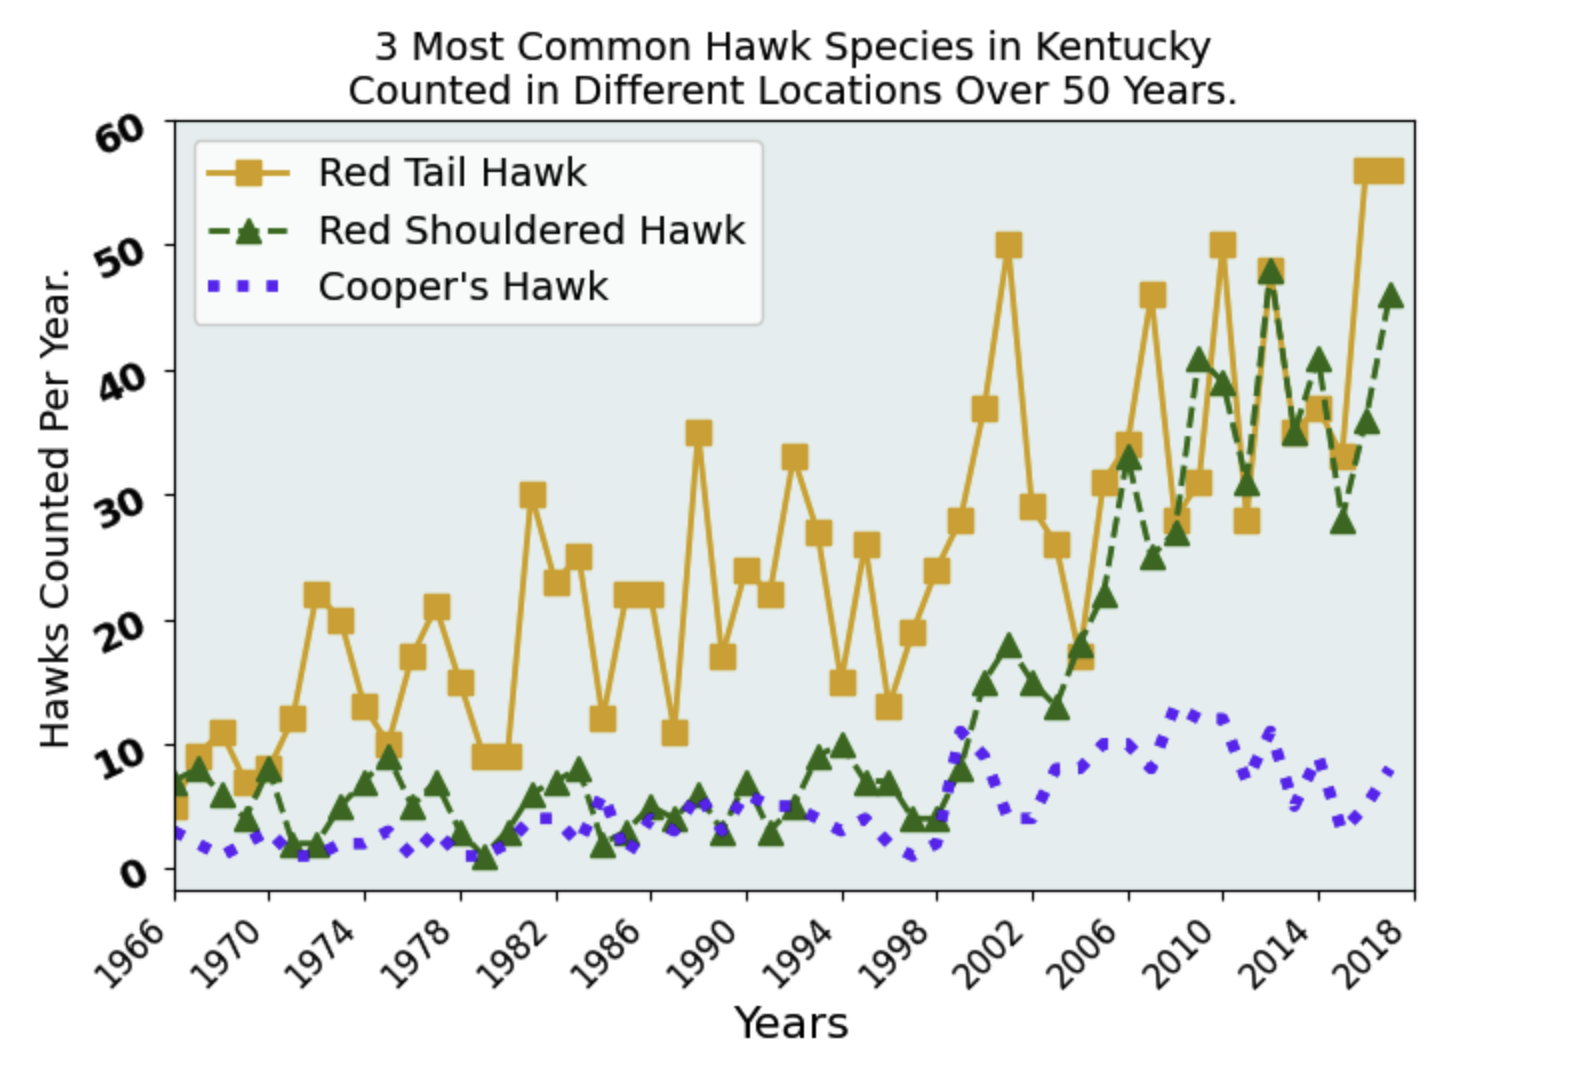 3 Most Common Hawk Species in Kentucky
Counted in Different Locations Over 50 Years.
Red Tail Hawk
Red Shouldered Hawk
Cooper's Hawk
Hawks Counted Per Year.
60
50
40
30
20
10
0
1966 1970 1974 1978 1982 1986 1990 1994 1998 2002 2006 2010 2014 2018
Years